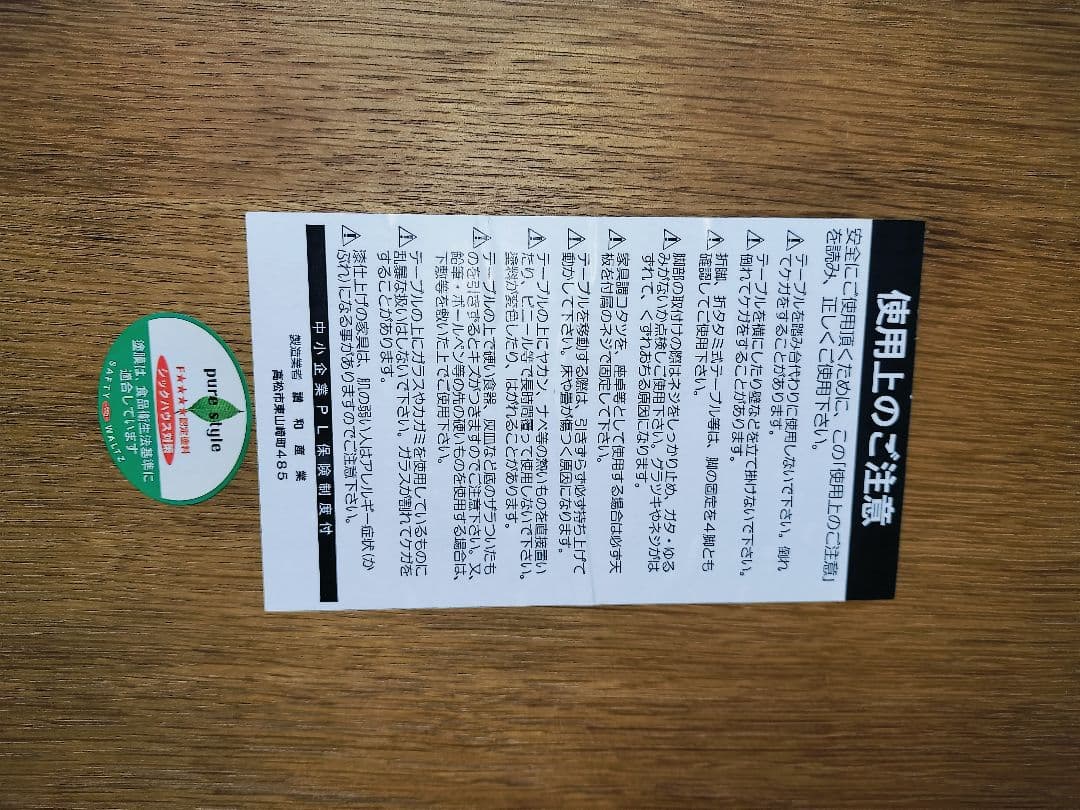 使用上のご注意
安全にご使用頂くために、この「使用上のご注意」
を読み、正しくご使用下さい。
⚠ テーブルを踏み台代わりに使用しないで下さい。倒れ
てケガをすることがあります。
⚠ テーブルを横にしたり壁などを立て掛けないで下さい。
倒れてケガをすることがあります。
⚠ 折脚、折タタミ式テーブル等は、脚の固定を4脚とも
確認してご使用下さい。
⚠ 脚部の取付けの際はネジをしっかり止め、ガタ・ゆる
みがないか点検しご使用下さい。グラツキやネジがは
ずれて、くずれおちる原因になります。
⚠ 家具調コタツを、座卓等として使用する場合は必ず天
板を付属のネジで固定して下さい。
⚠ テーブルを移動する際は、引きずらず必ず持ち上げて
動かして下さい。床や畳が傷つく原因になります。
⚠ テーブルの上にヤカン、ナベ等の熱いものを直接置い
たり、ビニール等で長時間覆って使用しないで下さい。
塗料が変色したり、はがれることがあります。
⚠ テーブルの上で硬い食器、灰皿など底のザラついたも
のを引きずるとキズがつきますのでご注意下さい。又、
鉛筆・ボールペン等の先の硬いものを使用する場合は、
下敷等を敷いた上でご使用下さい。
⚠ テーブルの上にガラスやカガミを使用しているものに
乱暴な扱いはしないで下さい。ガラスが割れてケガを
することがあります。
⚠ 漆仕上げの家具は、肌の弱い人はアレルギー症状(か
ぶれ)になる事がありますのでご注意下さい。
中小企業PL保険制度付
製造業者 讃和産業
高松市東山崎町485
pure style
F★★★★認定塗料
シックハウス対策
塗膜は、食品衛生法基準に
適合しています
SAFTY WALTZ